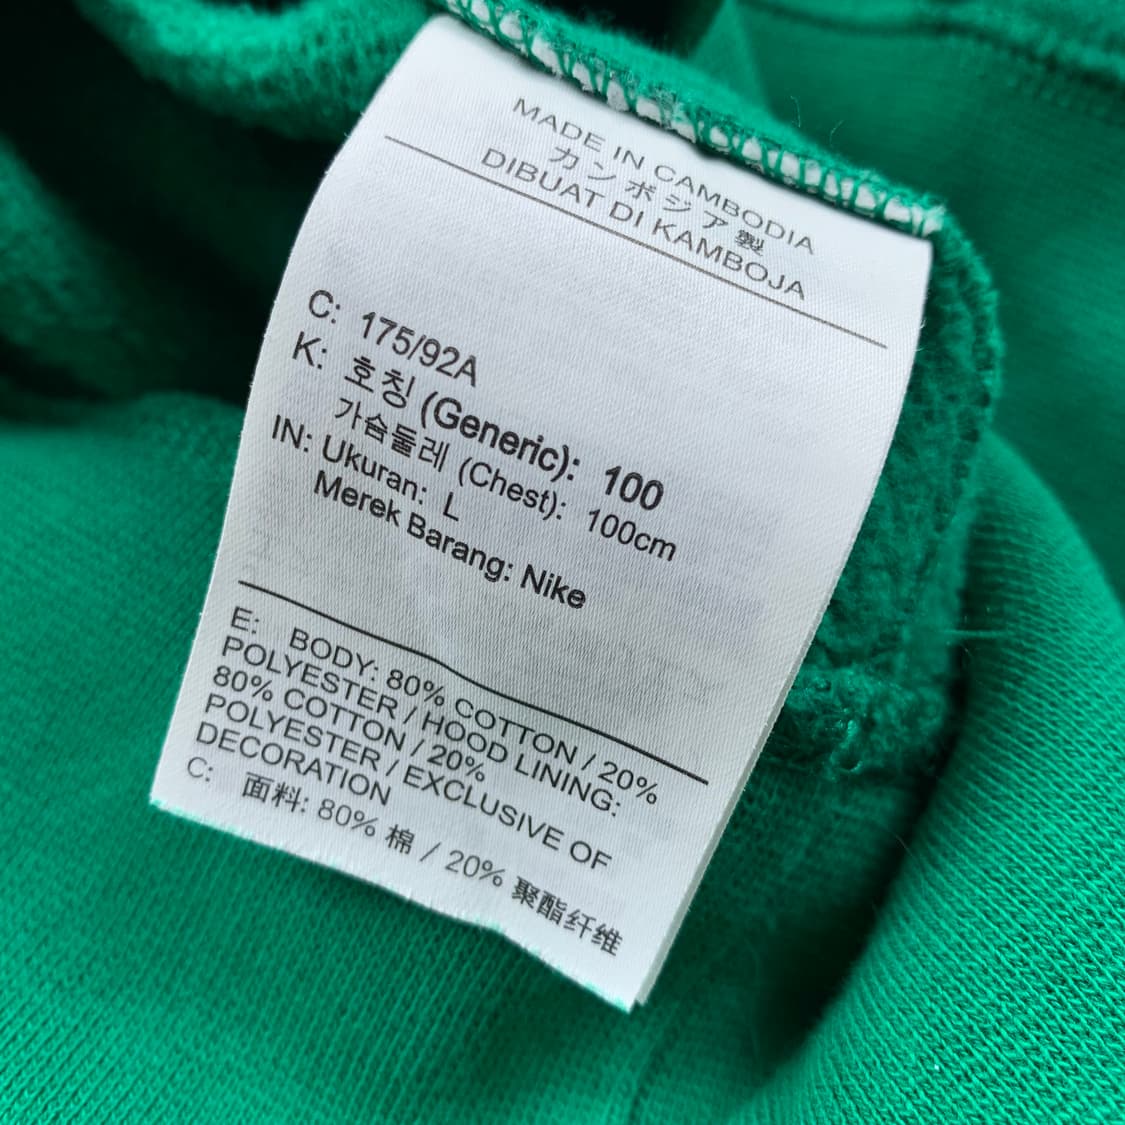 MADE IN CAMBODIA
カンボジア製
DIBUAT DI KAMBOJA
C: 175/92A
K: 호칭 (Generic): 100
가슴둘레 (Chest): 100cm
IN: Ukuran: L
Merek Barang: Nike
E: BODY: 80% COTTON / 20%
POLYESTER / HOOD LINING:
80% COTTON / 20%
POLYESTER / EXCLUSIVE OF
DECORATION
C: 面料: 80% 棉 / 20% 聚酯纤维